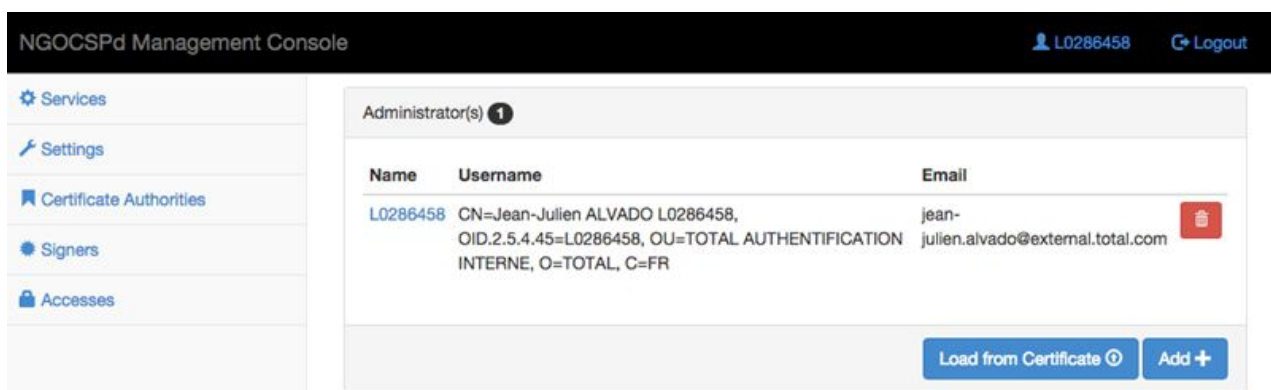 NGOCSPd Management Console
L0286458
Logout
Services
Settings
Certificate Authorities
Signers
Accesses
Administrator(s) 1
Name Username Email
L0286458 CN=Jean-Julien ALVADO L0286458, jean-
OID.2.5.4.45=L0286458, OU=TOTAL AUTHENTIFICATION julien.alvado@external.total.com
INTERNE, O=TOTAL, C=FR
Load from Certificate
Add